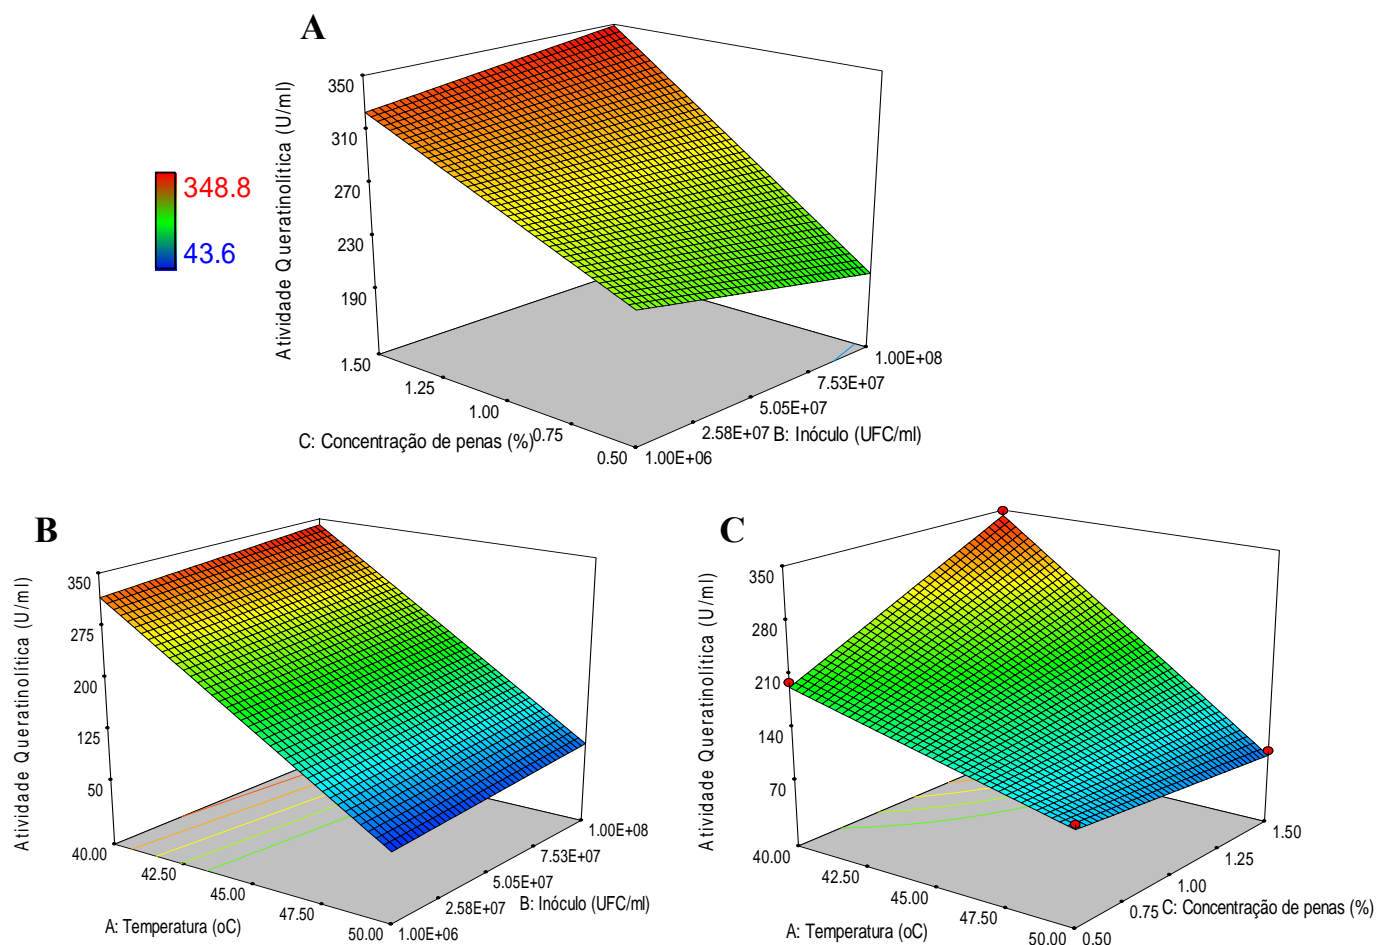 A
Atividade Queratinolítica (U/ml)
350
310
270
230
190
348.8
43.6
1.50
1.25
1.00
0.75
0.50
C: Concentração de penas (%)
1.00E+08
7.53E+07
5.05E+07
2.58E+07
1.00E+06
B: Inóculo (UFC/ml)
B
Atividade Queratinolítica (U/ml)
350
275
200
125
50
40.00
42.50
45.00
47.50
50.00
A: Temperatura (oC)
1.00E+08
7.53E+07
5.05E+07
2.58E+07
1.00E+06
B: Inóculo (UFC/ml)
C
Atividade Queratinolítica (U/ml)
350
280
210
140
70
40.00
42.50
45.00
47.50
50.00
A: Temperatura (oC)
1.50
1.25
1.00
0.75
0.50
C: Concentração de penas (%)